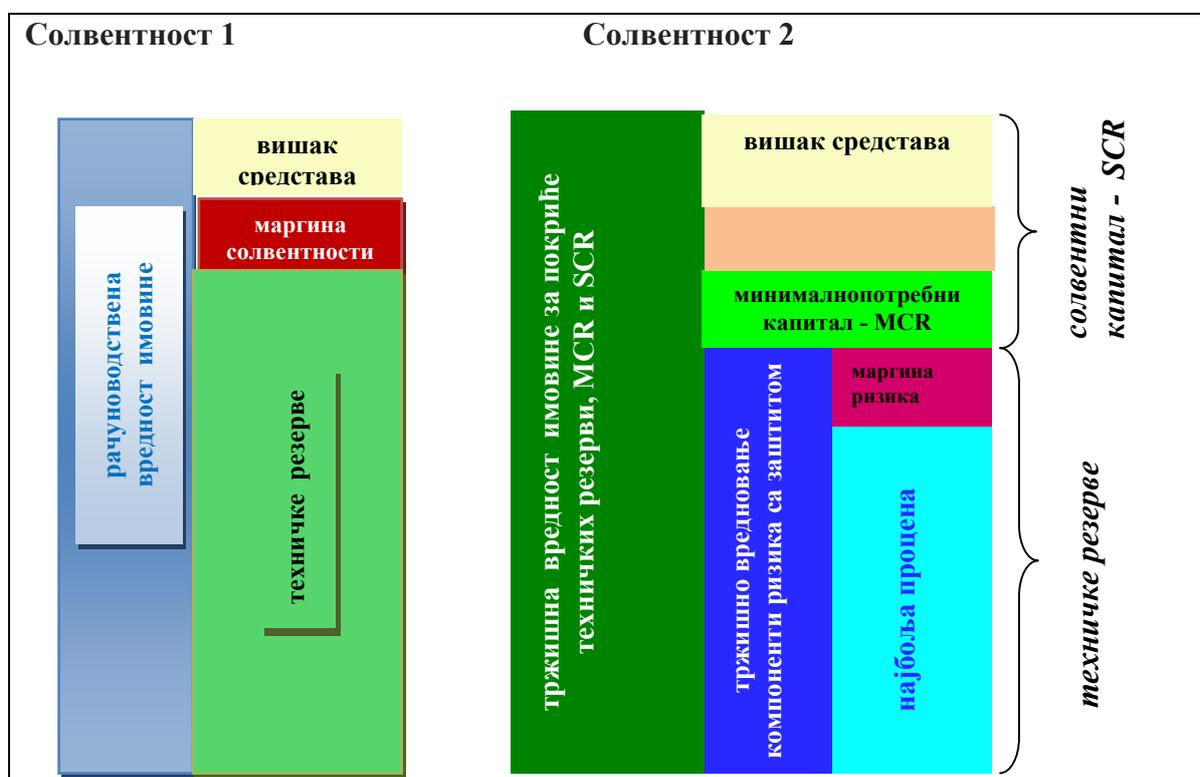 Солвентност 1
Солвентност 2
рачуноводствена
вредност имовине
вишак
средстава
маргина
солвентности
техничке резерве
тржишна вредност имовине за покриће
техничких резерви, MCR и SCR
вишак средстава
минималнопотребни
капитал - MCR
тржишно вредновање
компоненти ризика са заштитом
маргина
ризика
најбоља процена
солвентни
капитал - SCR
техничке резерве